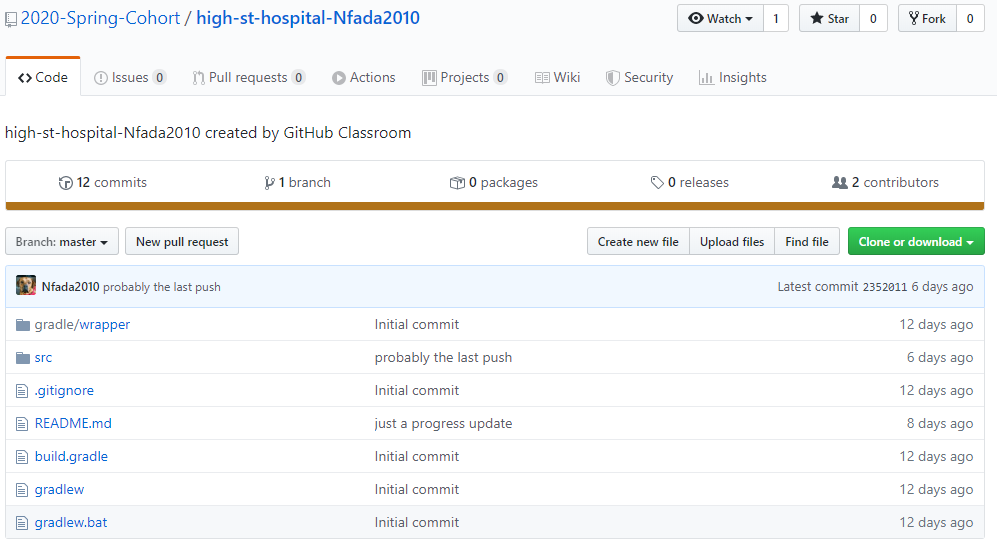 2020-Spring-Cohort / high-st-hospital-Nfada2010 Watch 1 Star 0 Fork 0
Code Issues 0 Pull requests 0 Actions Projects 0 Wiki Security Insights
high-st-hospital-Nfada2010 created by GitHub Classroom
12 commits 1 branch 0 packages 0 releases 2 contributors
Branch: master New pull request Create new file Upload files Find file Clone or download
Nfada2010 probably the last push Latest commit 2352011 6 days ago
gradle/wrapper Initial commit 12 days ago
src probably the last push 6 days ago
.gitignore Initial commit 12 days ago
README.md just a progress update 8 days ago
build.gradle Initial commit 12 days ago
gradlew Initial commit 12 days ago
gradlew.bat Initial commit 12 days ago